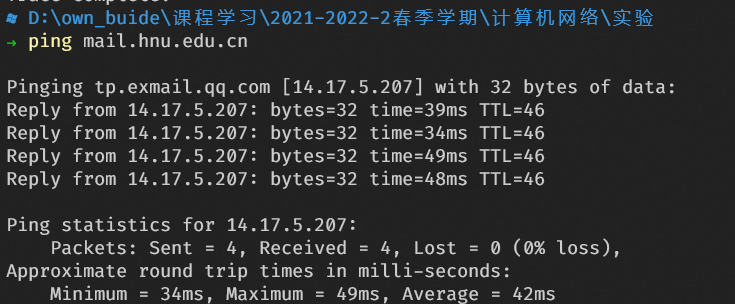 D:\own_buide\课程学习\2021-2022-2春季学期\计算机网络\实验
→ ping mail.hnu.edu.cn
Pinging tp.exmail.qq.com [14.17.5.207] with 32 bytes of data:
Reply from 14.17.5.207: bytes=32 time=39ms TTL=46
Reply from 14.17.5.207: bytes=32 time=34ms TTL=46
Reply from 14.17.5.207: bytes=32 time=49ms TTL=46
Reply from 14.17.5.207: bytes=32 time=48ms TTL=46
Ping statistics for 14.17.5.207:
Packets: Sent = 4, Received = 4, Lost = 0 (0% loss),
Approximate round trip times in milli-seconds:
Minimum = 34ms, Maximum = 49ms, Average = 42ms